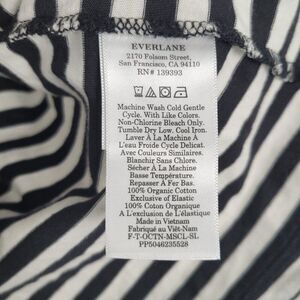 EVERLANE
2170 Folsom Street,
San Francisco, CA 94110
RN# 139393
Machine Wash Cold Gentle
Cycle. With Like Colors.
Non-Chlorine Bleach Only.
Tumble Dry Low. Cool Iron.
Laver À La Machine À
L'eau Froide Cycle Delicat.
Avec Couleurs Similaires.
Blanchir Sans Chlore.
Sécher À La Machine
Basse Température.
Repasser À Fer Bas.
100% Organic Cotton
Exclusive of Elastic
100% Coton Organique
A L'exclusion de L'élastique
Made in Vietnam
Fabriqué au Viêt-Nam
F-T-OCTN-MSCL-SL
PP5046235528